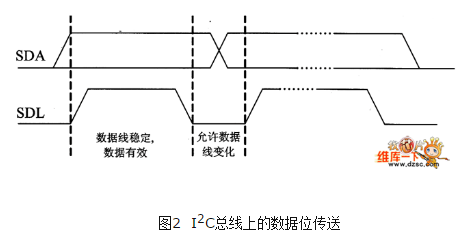 SDA
SDL
数据线稳定，
数据有效
允许数据
线变化
维库一下
www.dzsc.com
图2 I²C总线上的数据位传送